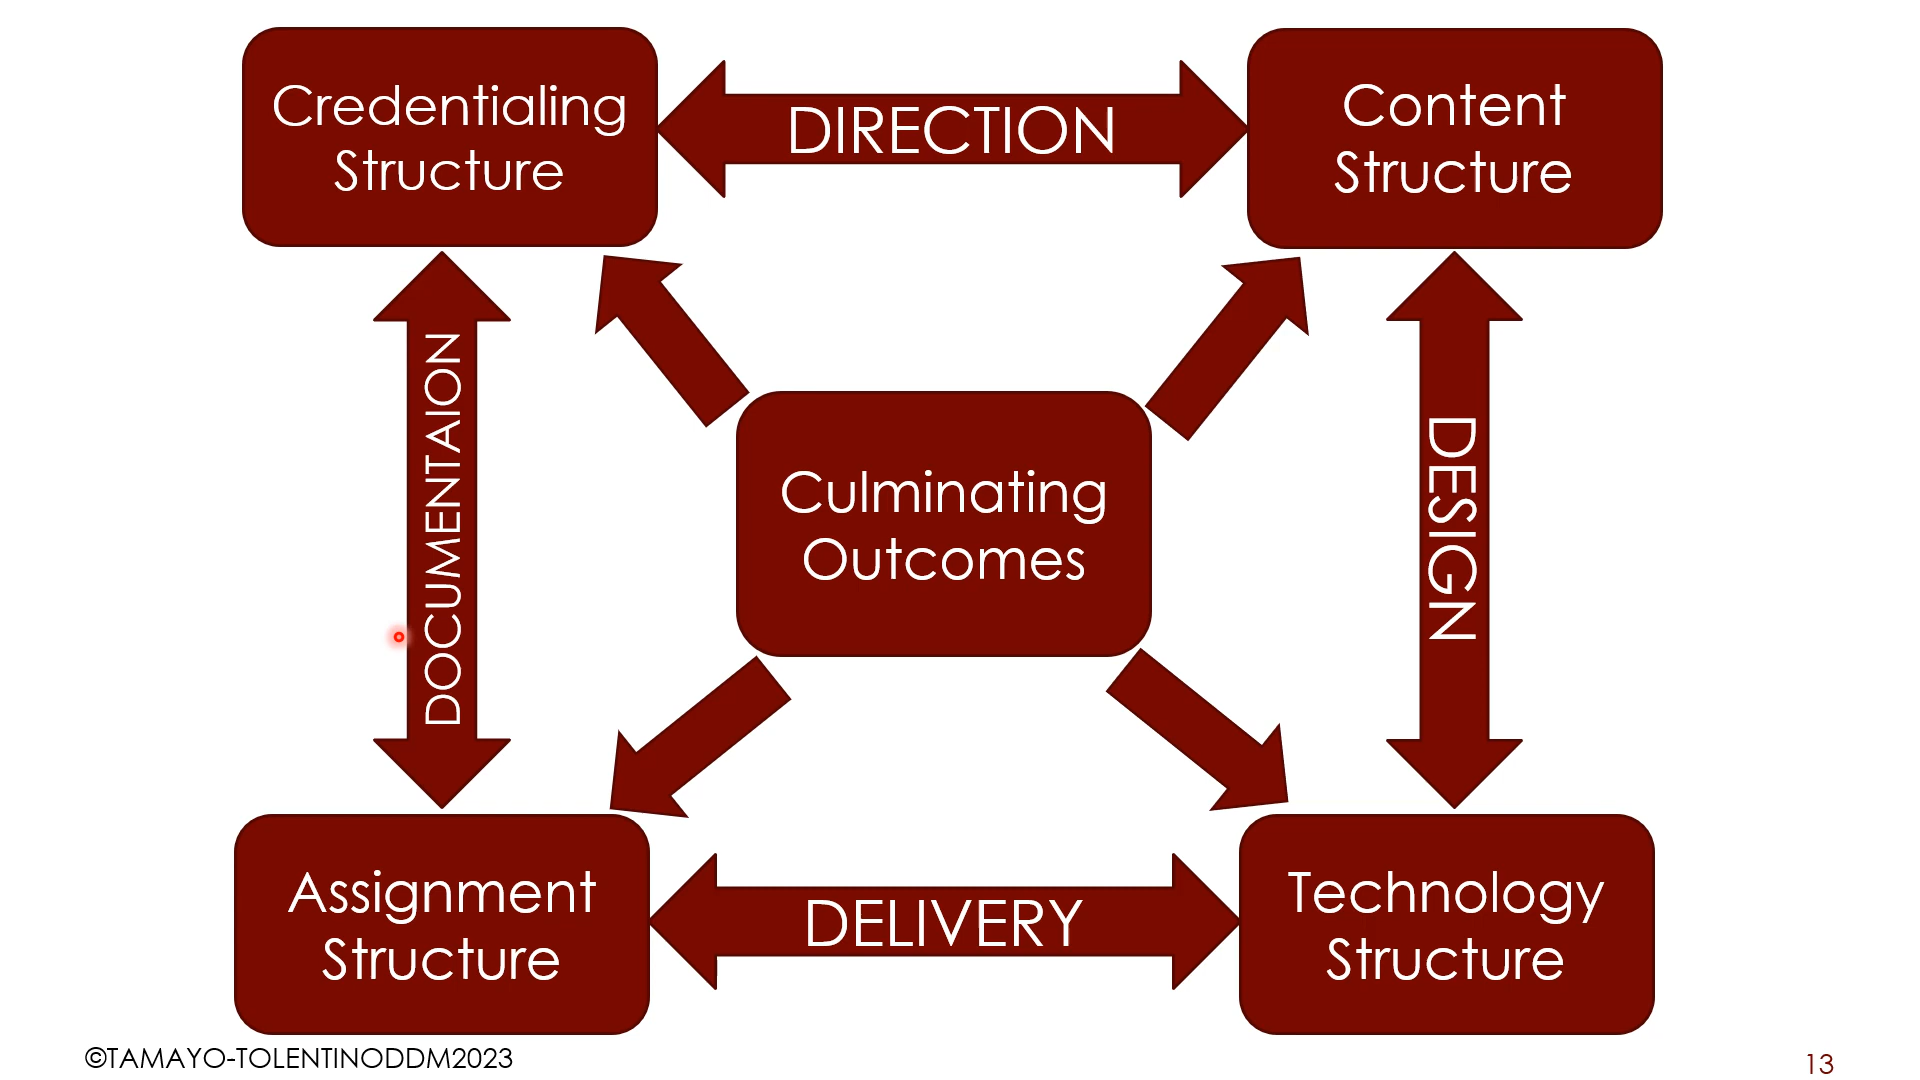 Credentialing
Structure
DIRECTION
Content
Structure
DOCUMENTAION
Culminating
Outcomes
DESIGN
Assignment
Structure
DELIVERY
Technology
Structure
©TAMAYO-TOLENTINODDM2023
13